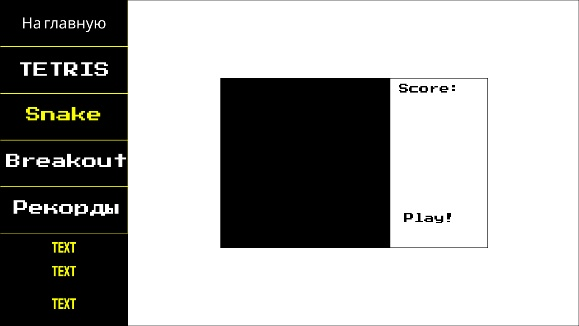 На главную
TETRIS
Snake
Breakout
Рекорды
TEXT
TEXT
TEXT
Score:
Play!